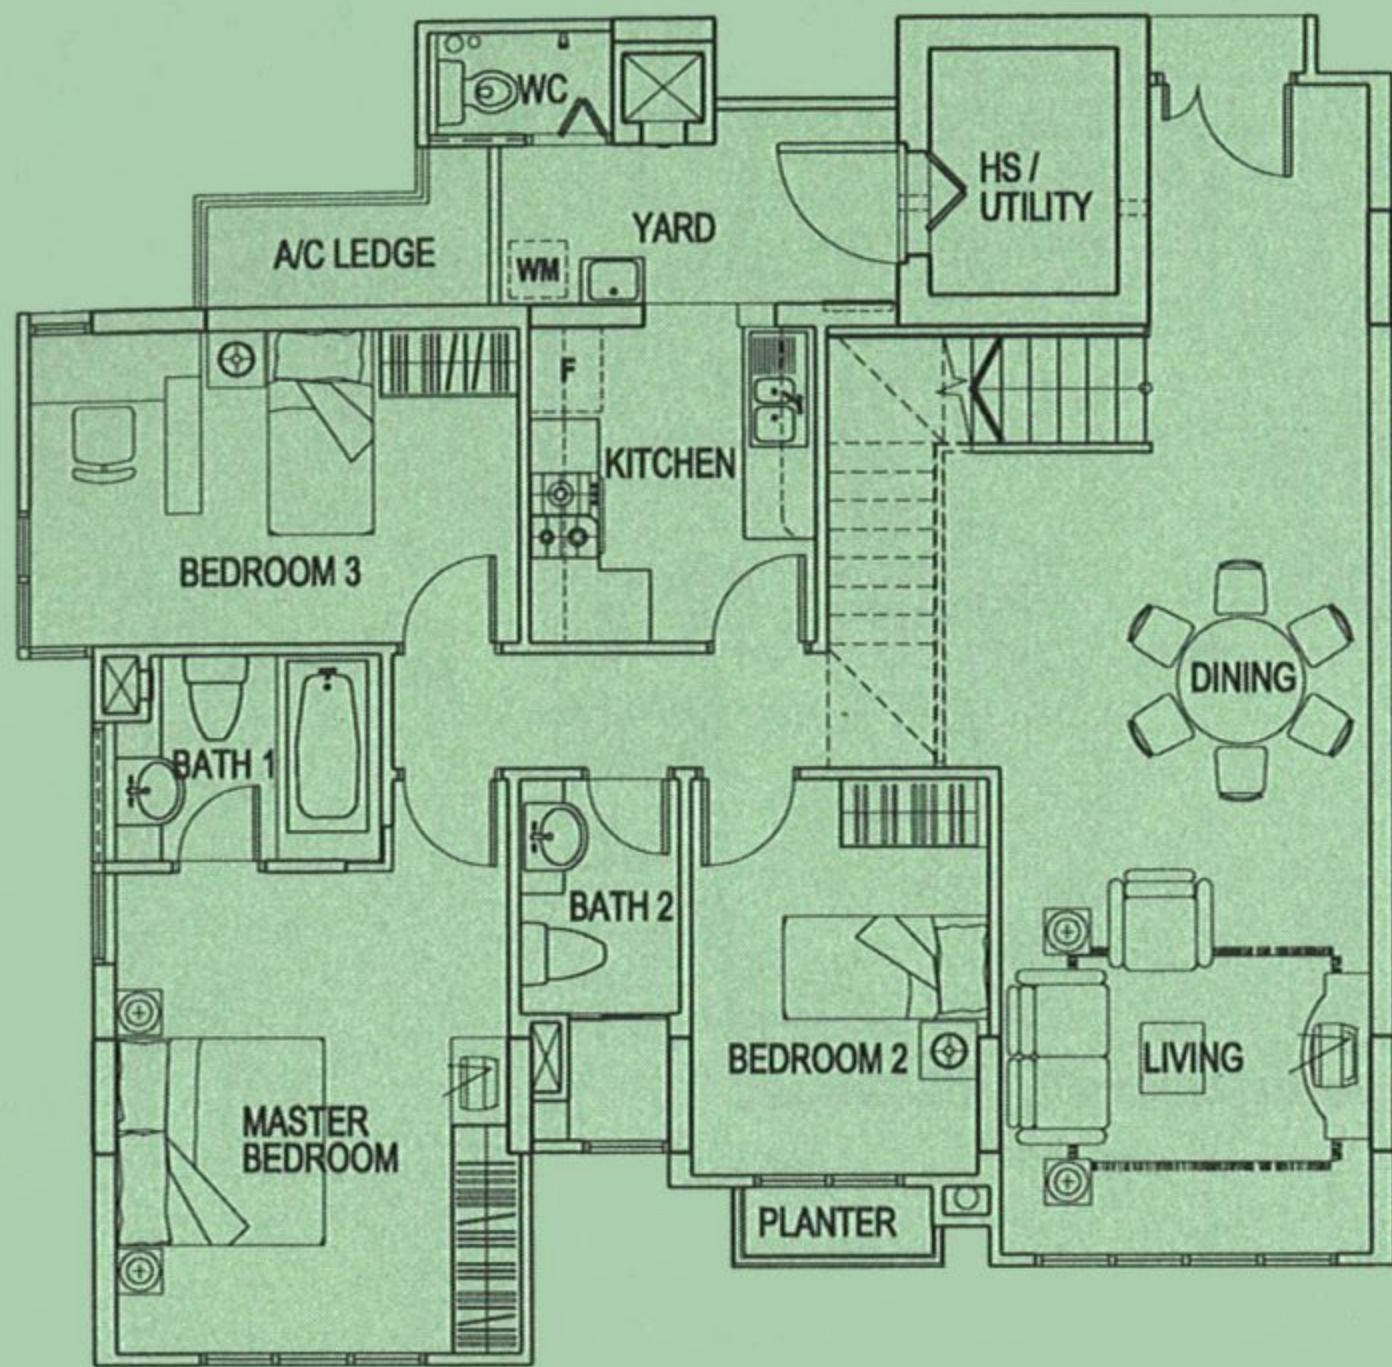 WC
HS /
UTILITY
YARD
A/C LEDGE
WM
F
KITCHEN
BEDROOM 3
DINING
BATH 1
BATH 2
BEDROOM 2
LIVING
MASTER
BEDROOM
PLANTER